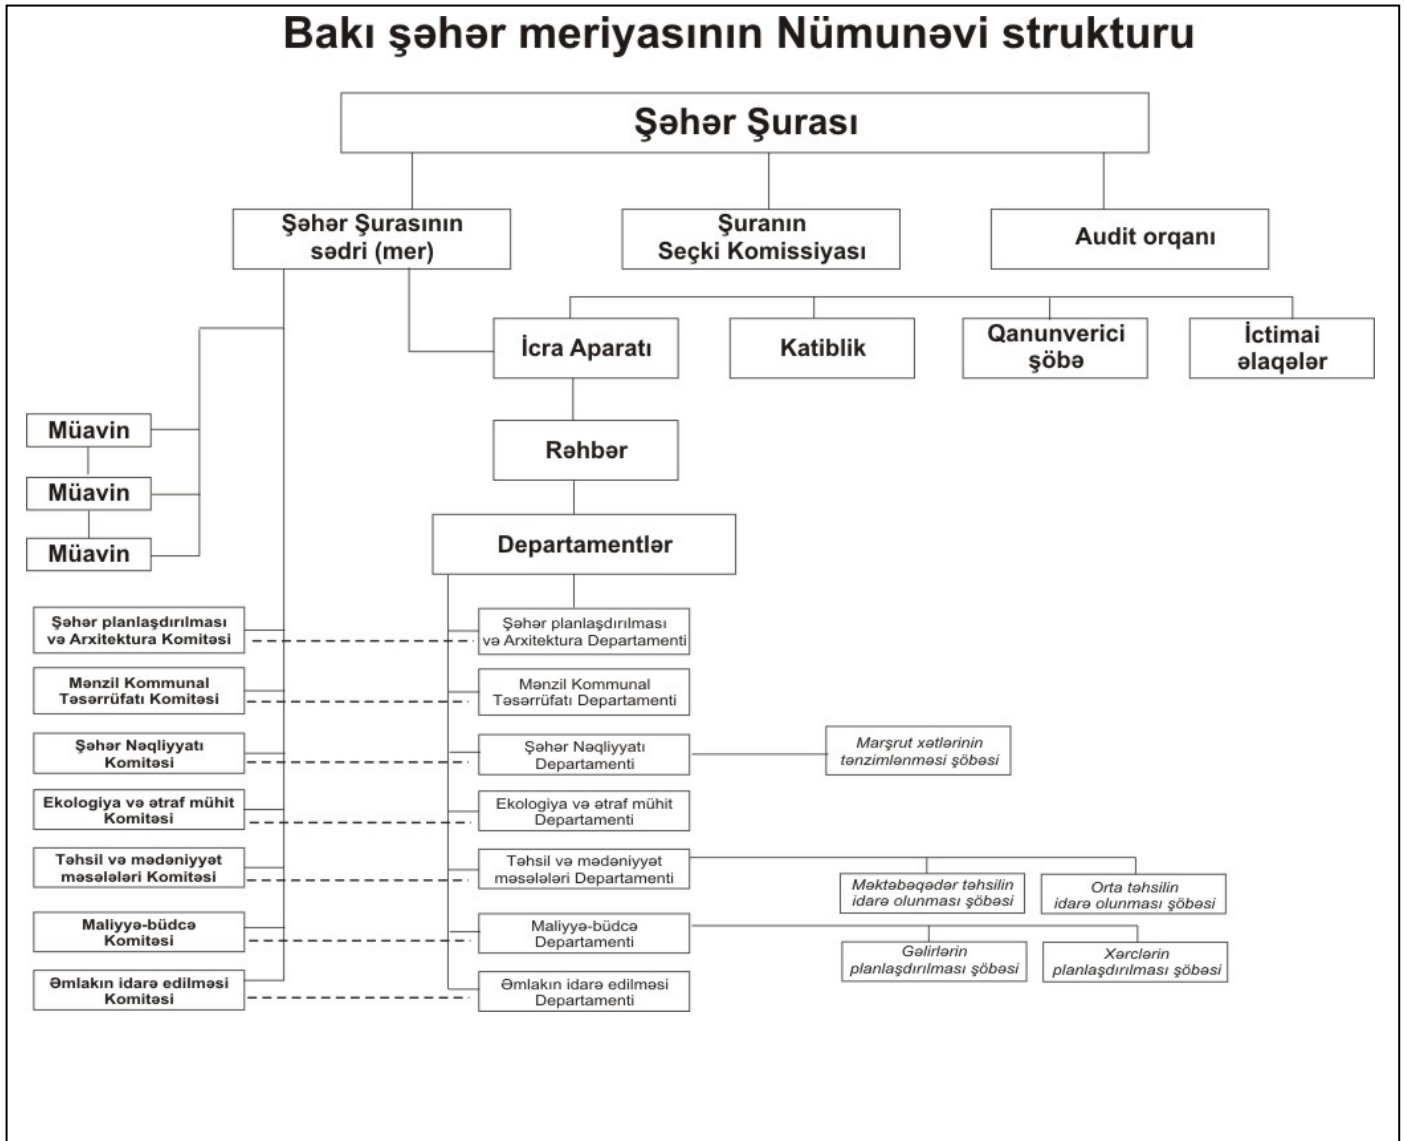 Bakı şəhər meriyasının Nümunəvi strukturu
Şəhər Şurası
Şəhər Şurasının
sədri (mer)
Şuranın
Seçki Komissiyası
Audit orqanı
İcra Aparatı
Katiblik
Qanunverici
şöbə
İctimai
əlaqələr
Müavin
Müavin
Müavin
Rəhbər
Departamentlər
Şəhər planlaşdırılması
və Arxitektura Komitəsi
Şəhər planlaşdırılması
və Arxitektura Departamenti
Mənzil Kommunal
Təsərrüfatı Komitəsi
Mənzil Kommunal
Təsərrüfatı Departamenti
Şəhər Nəqliyyatı
Komitəsi
Şəhər Nəqliyyatı
Departamenti
Marşrut xətlərinin
tənzimlənməsi şöbəsi
Ekologiya və ətraf mühit
Komitəsi
Ekologiya və ətraf mühit
Departamenti
Təhsil və mədəniyyət
məsələləri Komitəsi
Təhsil və mədəniyyət
məsələləri Departamenti
Məktəbəqədər təhsilin
idarə olunması şöbəsi
Orta təhsilin
idarə olunması şöbəsi
Maliyyə-büdcə
Komitəsi
Maliyyə-büdcə
Departamenti
Gəlirlərin
planlaşdırılması şöbəsi
Xərclərin
planlaşdırılması şöbəsi
Əmlakın idarə edilməsi
Komitəsi
Əmlakın idarə edilməsi
Departamenti